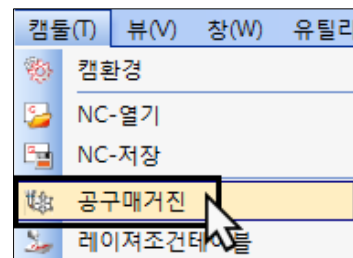 캠툴(T) 뷰(V) 창(W) 유틸리
캠환경
NC-열기
NC-저장
공구매거진
레이져조건테이블